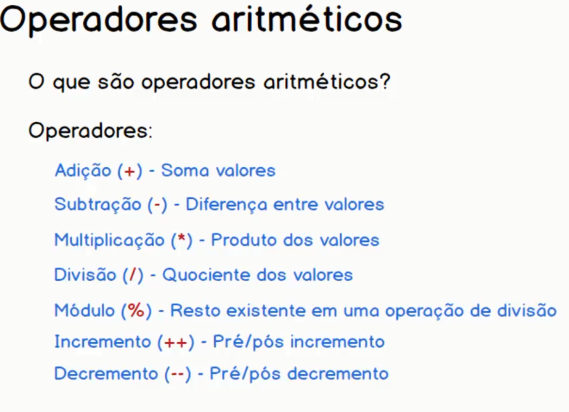 Operadores aritméticos
O que são operadores aritméticos?
Operadores:
Adição (+) - Soma valores
Subtração (-) - Diferença entre valores
Multiplicação (*) - Produto dos valores
Divisão (/) - Quociente dos valores
Módulo (%) - Resto existente em uma operação de divisão
Incremento (++) - Pré/pós incremento
Decremento (--) - Pré/pós decremento